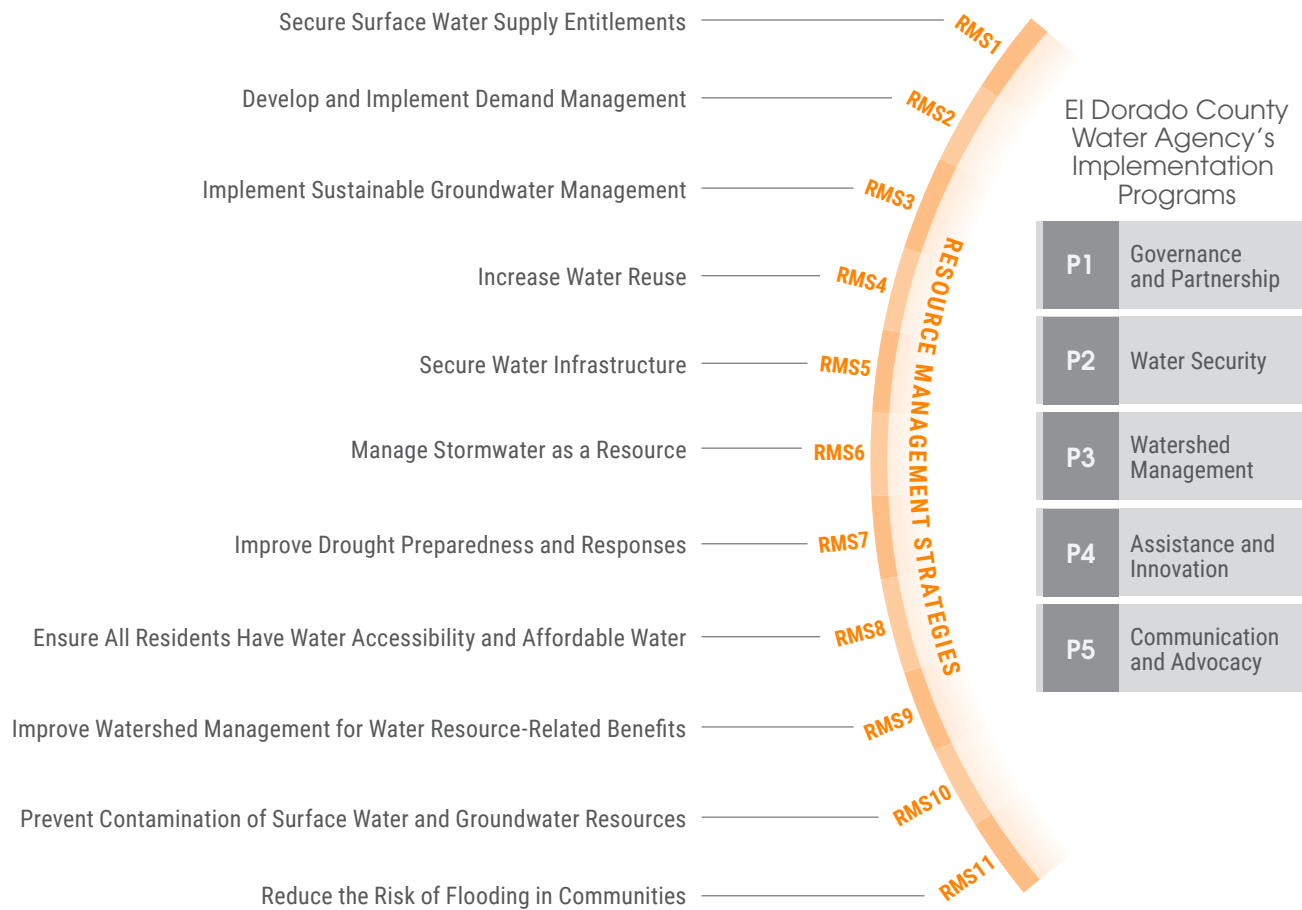 Secure Surface Water Supply Entitlements
RMS1
Develop and Implement Demand Management
RMS2
Implement Sustainable Groundwater Management
RMS3
Increase Water Reuse
RMS4
Secure Water Infrastructure
RMS5
Manage Stormwater as a Resource
RMS6
Improve Drought Preparedness and Responses
RMS7
Ensure All Residents Have Water Accessibility and Affordable Water
RMS8
Improve Watershed Management for Water Resource-Related Benefits
RMS9
Prevent Contamination of Surface Water and Groundwater Resources
RMS10
Reduce the Risk of Flooding in Communities
RMS11
RESOURCE MANAGEMENT STRATEGIES
El Dorado County
Water Agency’s
Implementation
Programs
P1
Governance
and Partnership
P2
Water Security
P3
Watershed
Management
P4
Assistance and
Innovation
P5
Communication
and Advocacy